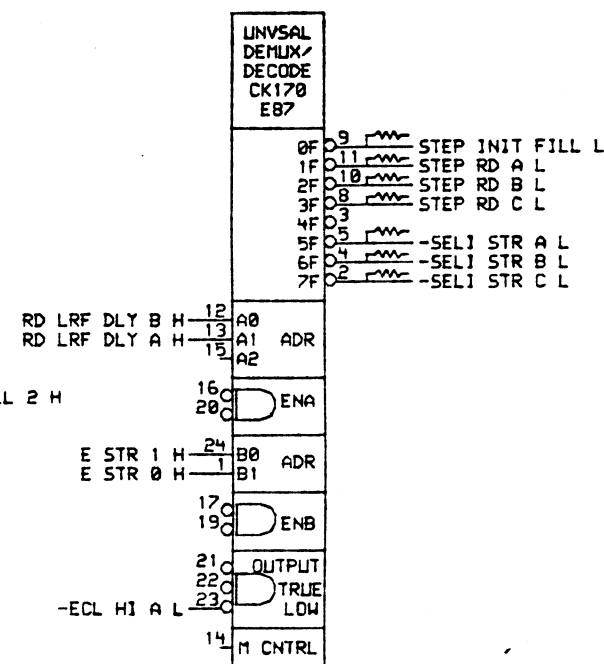 UNVSAL
DEMUX/
DECODE
CK170
E87
0F 9 STEP INIT FILL L
1F 11 STEP RD A L
2F 10 STEP RD B L
3F 8 STEP RD C L
4F 3
5F 5 -SELI STR A L
6F 4 -SELI STR B L
7F 2 -SELI STR C L
RD LRF DLY B H 12 A0
RD LRF DLY A H 13 A1 ADR
15 A2
LL 2 H 16
20 ENA
E STR 1 H 24 B0
E STR 0 H 1 B1 ADR
17
19 ENB
21 OUTPUT
22 TRUE
-ECL HI A L 23 LOW
14 M CNTRL